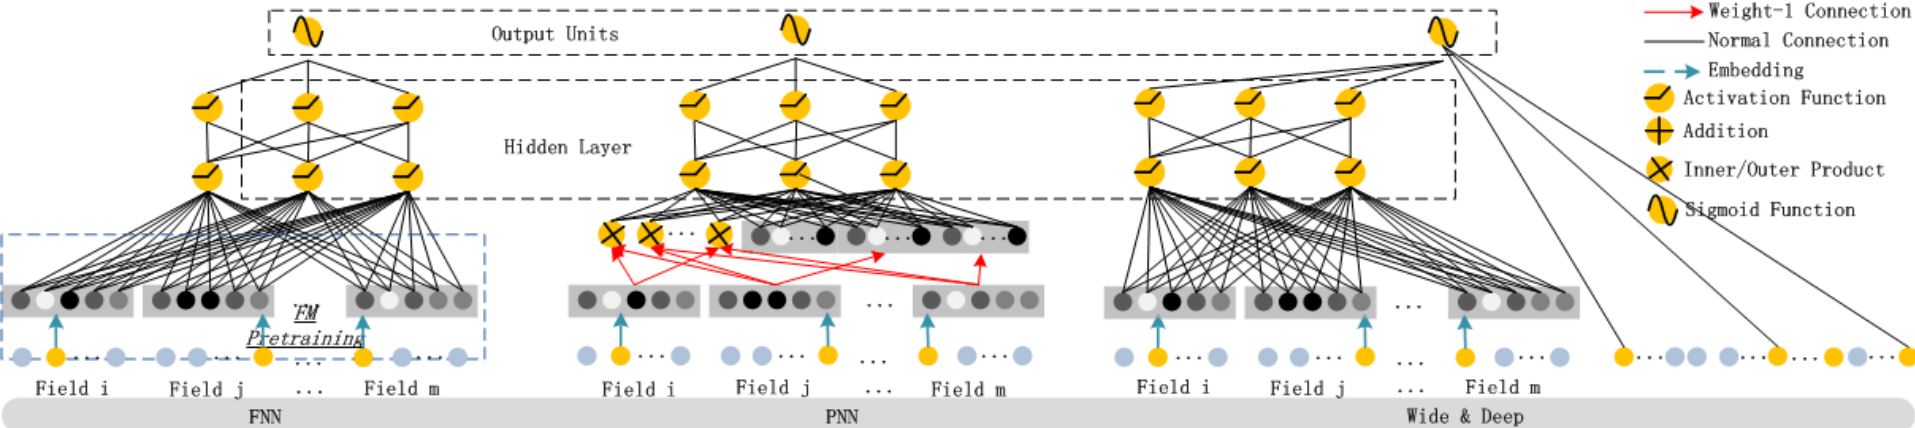 Output Units
Hidden Layer
Weight-1 Connection
Normal Connection
Embedding
Activation Function
Addition
Inner/Outer Product
Sigmoid Function
FM
Pretraining
Field i Field j ... Field m
Field i Field j ... Field m
Field i Field j ... Field m
FNN
PNN
Wide & Deep